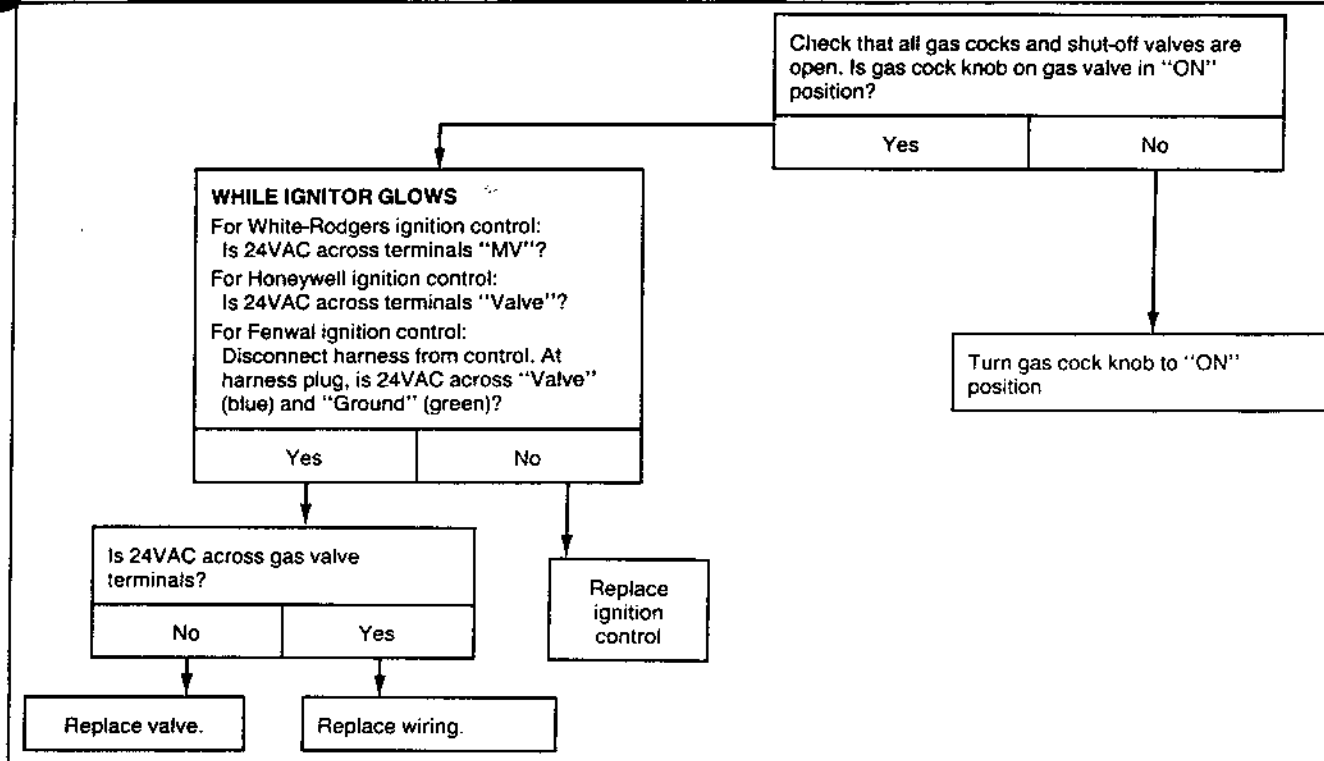 Check that all gas cocks and shut-off valves are
open. Is gas cock knob on gas valve in "ON"
position?
Yes
No
WHILE IGNITOR GLOWS
For White-Rodgers ignition control:
Is 24VAC across terminals "MV"?
For Honeywell ignition control:
Is 24VAC across terminals "Valve"?
For Fenwal ignition control:
Disconnect harness from control. At
harness plug, is 24VAC across "Valve"
(blue) and "Ground" (green)?
Yes
No
Turn gas cock knob to "ON"
position
Is 24VAC across gas valve
terminals?
No
Yes
Replace
ignition
control
Replace valve.
Replace wiring.